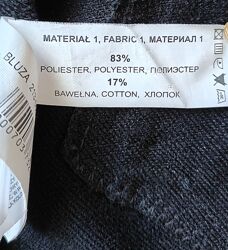 MATERIAŁ 1, FABRIC 1, МАТЕРИАЛ 1
83%
POLIESTER, POLYESTER, ПОЛИЭСТЕР
17%
BAWEŁNA, COTTON, ХЛОПОК
BLUZA